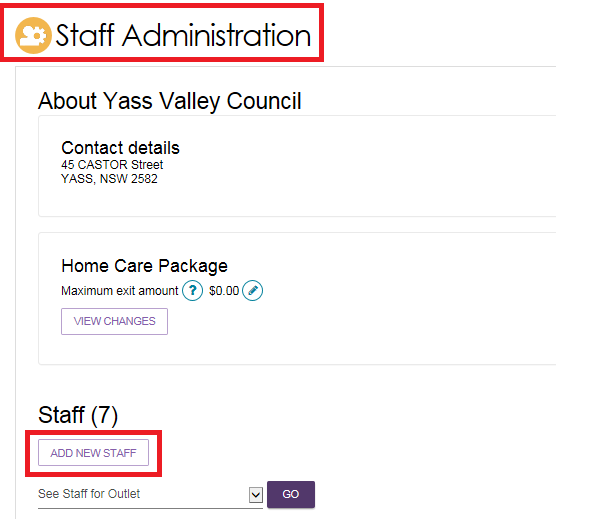 Staff Administration
About Yass Valley Council
Contact details
45 CASTOR Street
YASS, NSW 2582
Home Care Package
Maximum exit amount ? $0.00
VIEW CHANGES
Staff (7)
ADD NEW STAFF
See Staff for Outlet GO